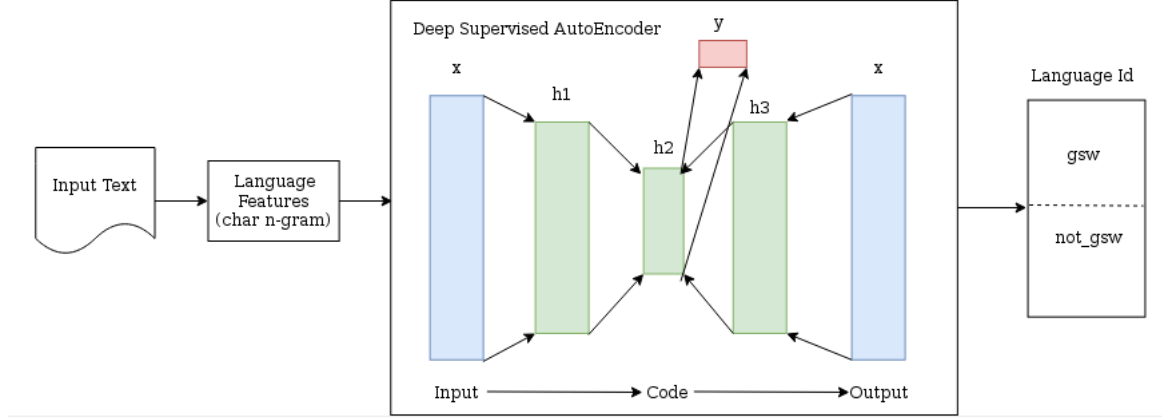 Input Text
Language
Features
(char n-gram)
Deep Supervised AutoEncoder
x
h1
h2
y
h3
x
Input
Code
Output
Language Id
gsw
not_gsw